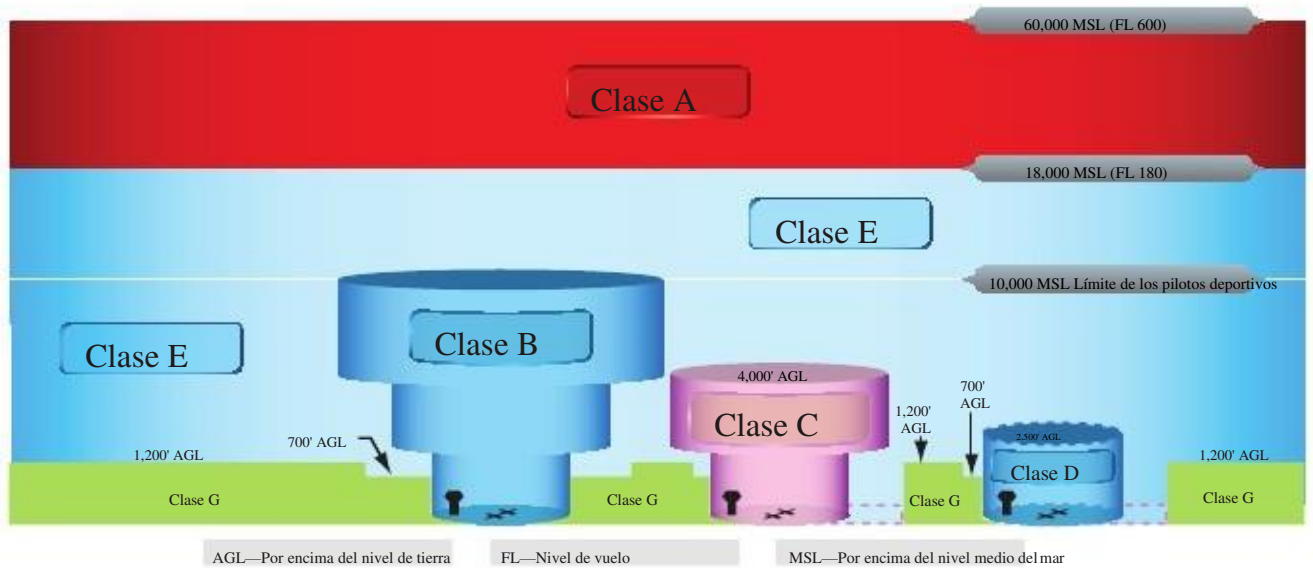 60,000 MSL (FL 600)
Clase A
18,000 MSL (FL 180)
Clase E
10,000 MSL Límite de los pilotos deportivos
Clase E
Clase B
4,000' AGL
Clase C
1,200'
AGL
700'
AGL
2,500' AGL
Clase D
1,200' AGL
700' AGL
1,200' AGL
Clase G
Clase G
Clase G
Clase G
AGL—Por encima del nivel de tierra
FL—Nivel de vuelo
MSL—Por encima del nivel medio del mar